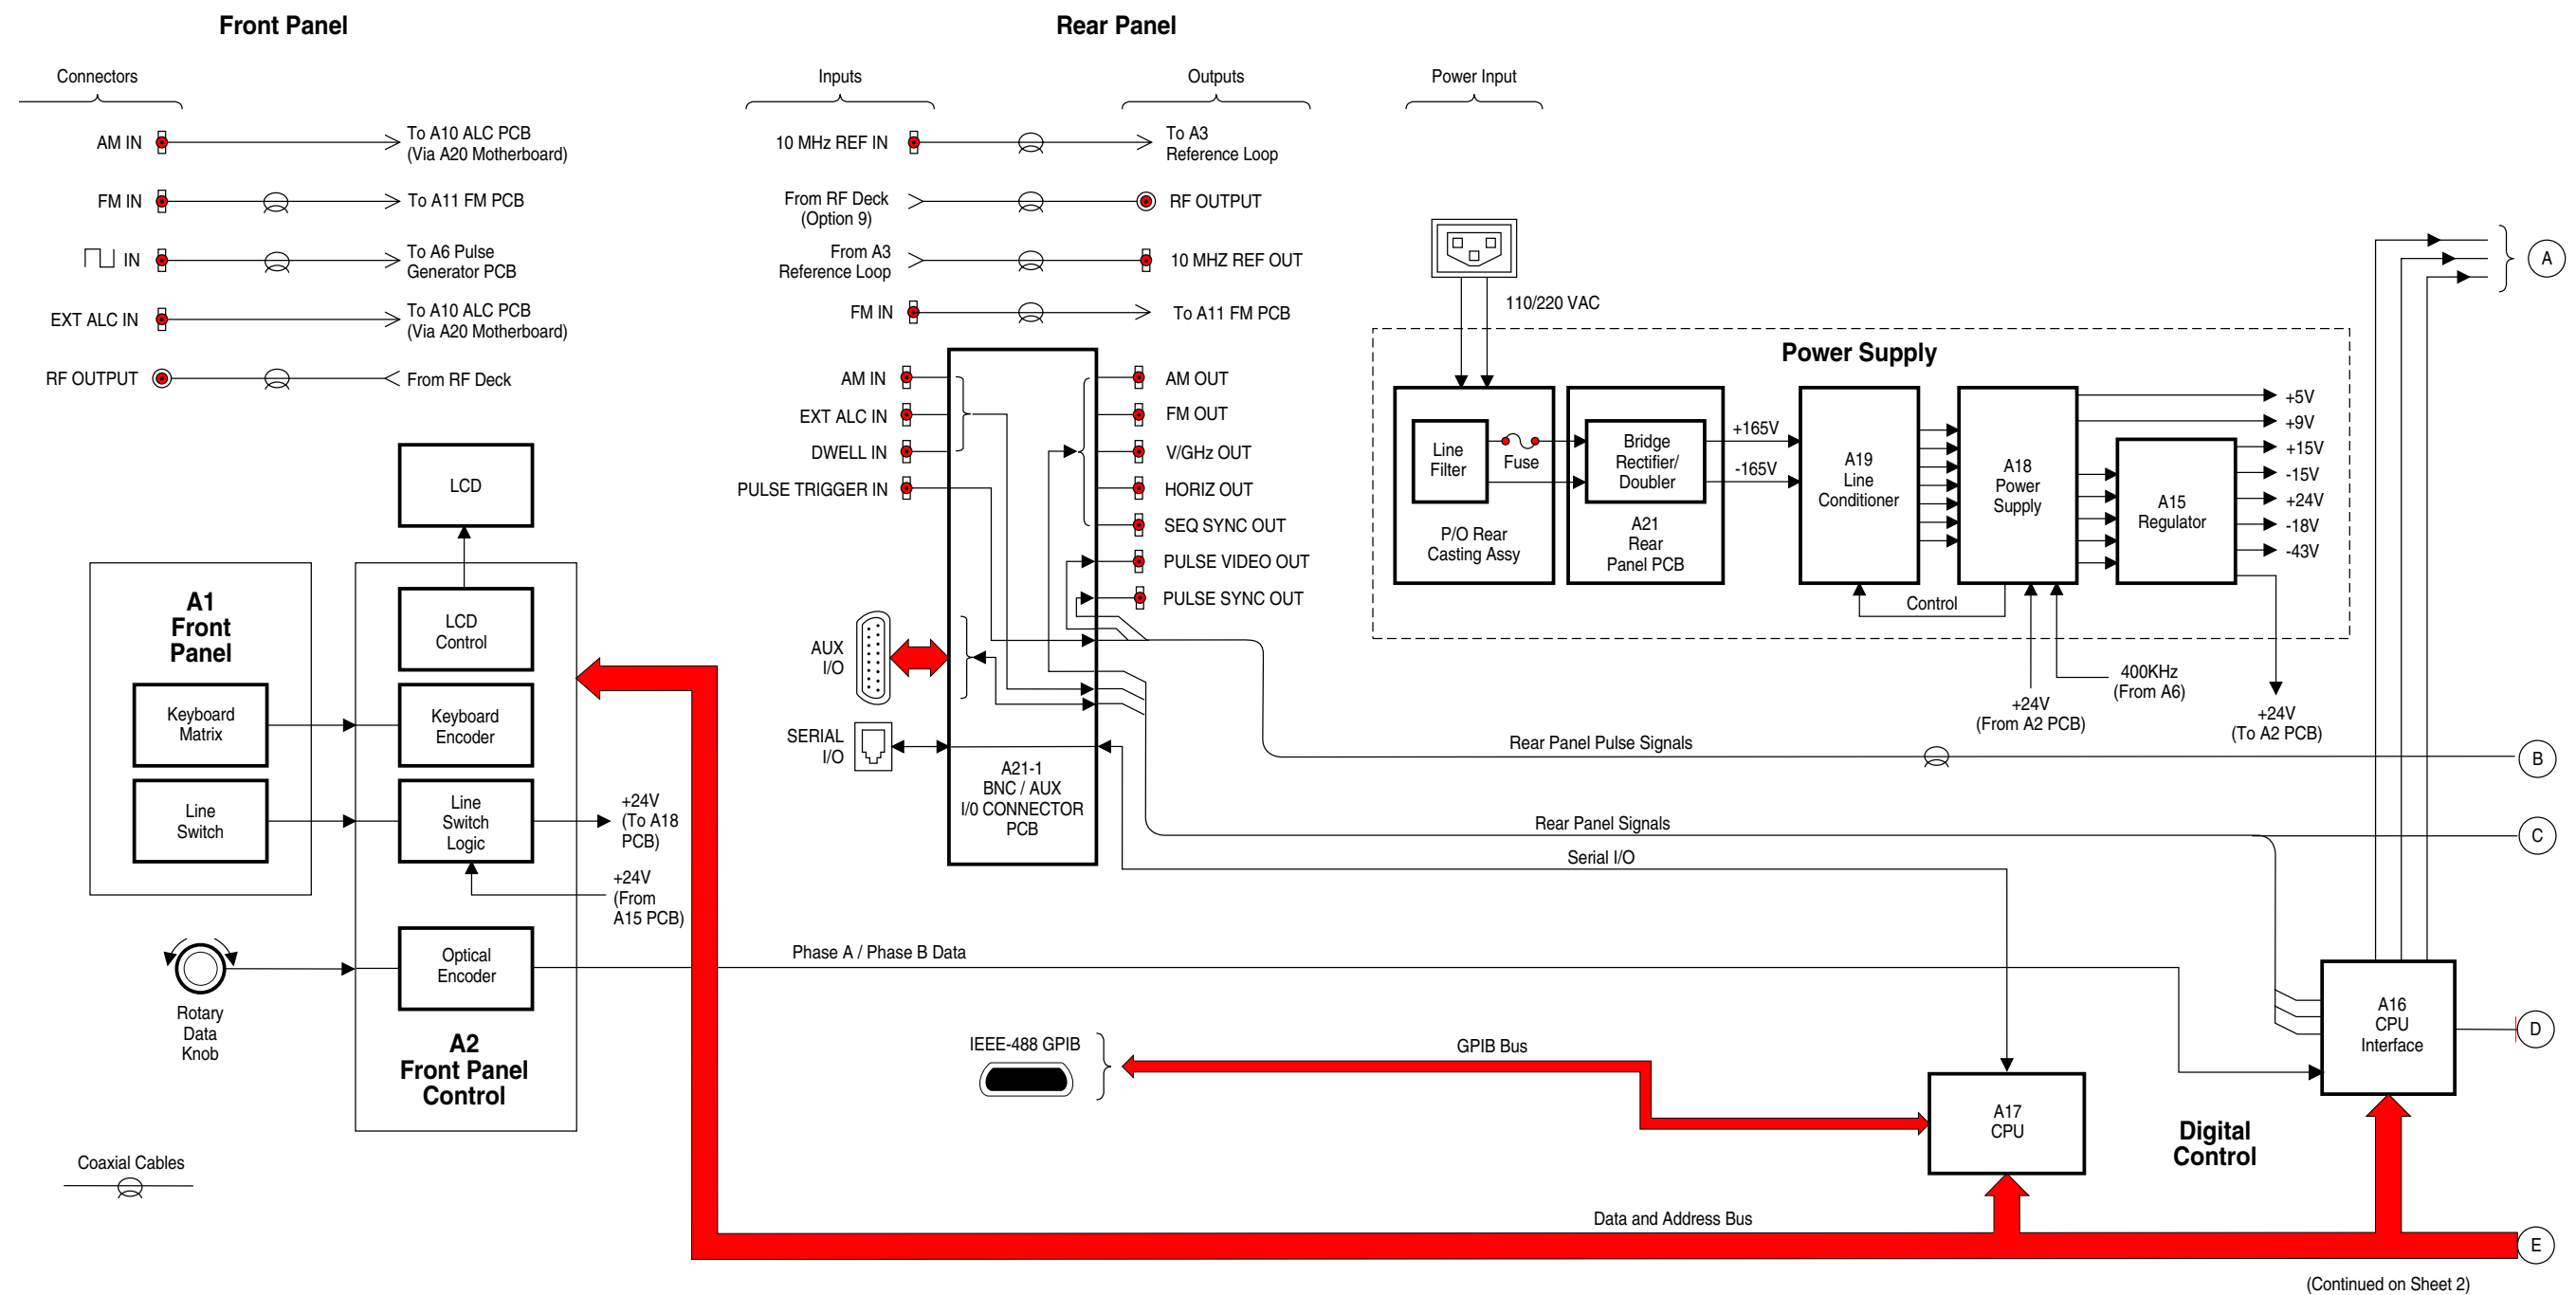 Front Panel
Rear Panel
Connectors
Inputs
Outputs
Power Input
AM IN
To A10 ALC PCB
(Via A20 Motherboard)
FM IN
To A11 FM PCB
IN
To A6 Pulse
Generator PCB
EXT ALC IN
To A10 ALC PCB
(Via A20 Motherboard)
RF OUTPUT
From RF Deck
10 MHz REF IN
To A3
Reference Loop
From RF Deck
(Option 9)
RF OUTPUT
From A3
Reference Loop
10 MHZ REF OUT
FM IN
To A11 FM PCB
AM IN
EXT ALC IN
DWELL IN
PULSE TRIGGER IN
AM OUT
FM OUT
V/GHz OUT
HORIZ OUT
SEQ SYNC OUT
PULSE VIDEO OUT
PULSE SYNC OUT
AUX
I/O
SERIAL
I/O
A21-1
BNC / AUX
I/0 CONNECTOR
PCB
110/220 VAC
Power Supply
Line
Filter
Fuse
P/O Rear
Casting Assy
Bridge
Rectifier/
Doubler
A21
Rear
Panel PCB
+165V
-165V
A19
Line
Conditioner
A18
Power
Supply
Control
A15
Regulator
+5V
+9V
+15V
-15V
+24V
-18V
-43V
+24V
(From A2 PCB)
400KHz
(From A6)
+24V
(To A2 PCB)
A
LCD
A1
Front
Panel
Keyboard
Matrix
Line
Switch
LCD
Control
Keyboard
Encoder
Line
Switch
Logic
+24V
(To A18
PCB)
+24V
(From
A15 PCB)
Optical
Encoder
A2
Front Panel
Control
Rotary
Data
Knob
Coaxial Cables
Rear Panel Pulse Signals
B
Rear Panel Signals
C
Serial I/O
Phase A / Phase B Data
IEEE-488 GPIB
GPIB Bus
A17
CPU
Digital
Control
A16
CPU
Interface
D
Data and Address Bus
E
(Continued on Sheet 2)